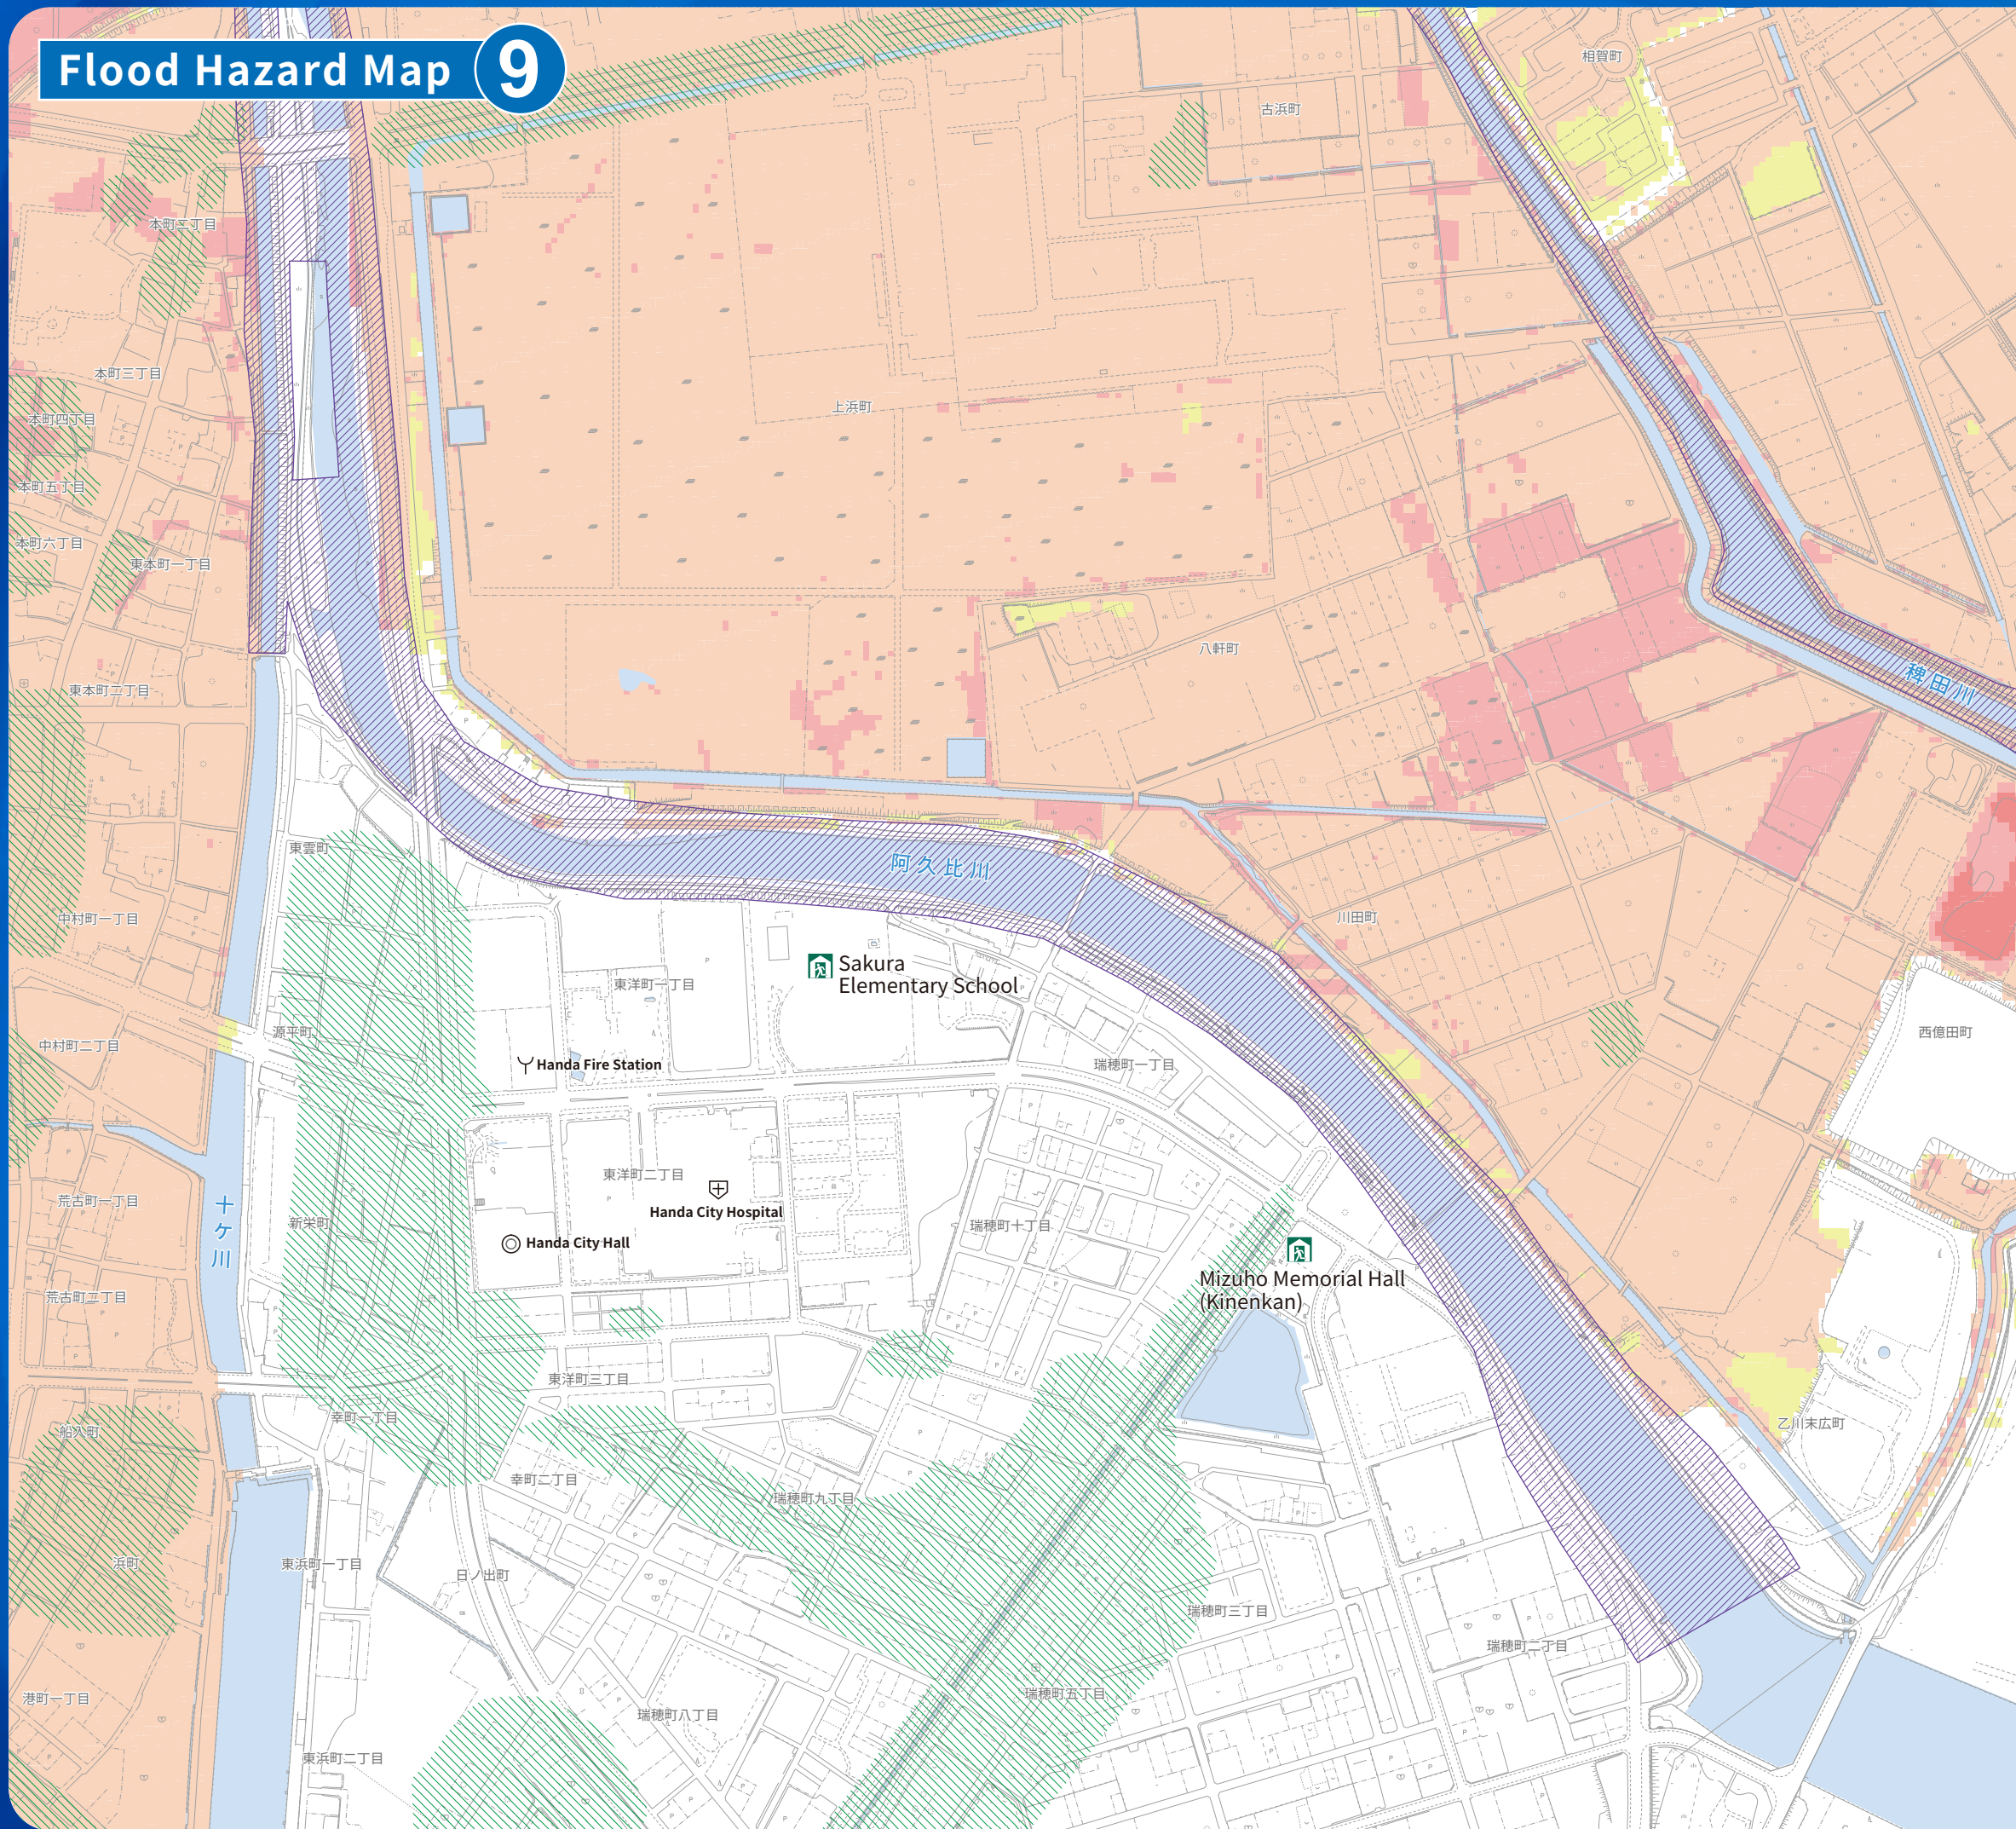 Flood Hazard Map 9
相賀町
古浜町
本町二丁目
本町三丁目
上浜町
本町四丁目
本町五丁目
本町六丁目
東本町一丁目
八軒町
稗田川
東本町二丁目
東雲町
阿久比川
中村町一丁目
川田町
Sakura
Elementary School
東洋町一丁目
源平町
西億田町
中村町二丁目
Handa Fire Station
瑞穂町一丁目
東洋町二丁目
Handa City Hospital
荒古町一丁目
十ケ川
新栄町
瑞穂町十丁目
Handa City Hall
Mizuho Memorial Hall
(Kinenkan)
荒古町二丁目
東洋町三丁目
幸町一丁目
乙川末広町
船入町
幸町二丁目
瑞穂町九丁目
浜町
東浜町一丁目
日ノ出町
瑞穂町三丁目
瑞穂町二丁目
港町一丁目
瑞穂町五丁目
瑞穂町八丁目
東浜町二丁目